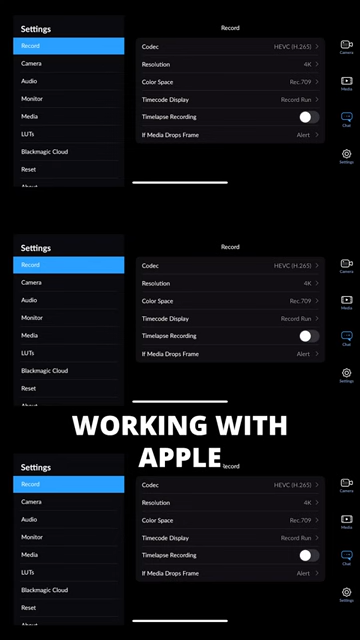 Settings
Record
Record
Camera
Audio
Monitor
Media
LUTs
Blackmagic Cloud
Reset
About
Codec HEVC (H.265)
Resolution 4K
Color Space Rec.709
Timecode Display Record Run
Timelapse Recording
If Media Drops Frame Alert
Camera
Media
Chat
Settings
Settings
Record
Record
Camera
Audio
Monitor
Media
LUTs
Blackmagic Cloud
Reset
Codec HEVC (H.265)
Resolution 4K
Color Space Rec.709
Timecode Display Record Run
Timelapse Recording
If Media Drops Frame Alert
Camera
Media
Chat
Settings
WORKING WITH
APPLE
Settings
Record
Record
Camera
Audio
Monitor
Media
LUTs
Blackmagic Cloud
Reset
About
Codec HEVC (H.265)
Resolution 4K
Color Space Rec.709
Timecode Display Record Run
Timelapse Recording
If Media Drops Frame Alert
Camera
Media
Chat
Settings